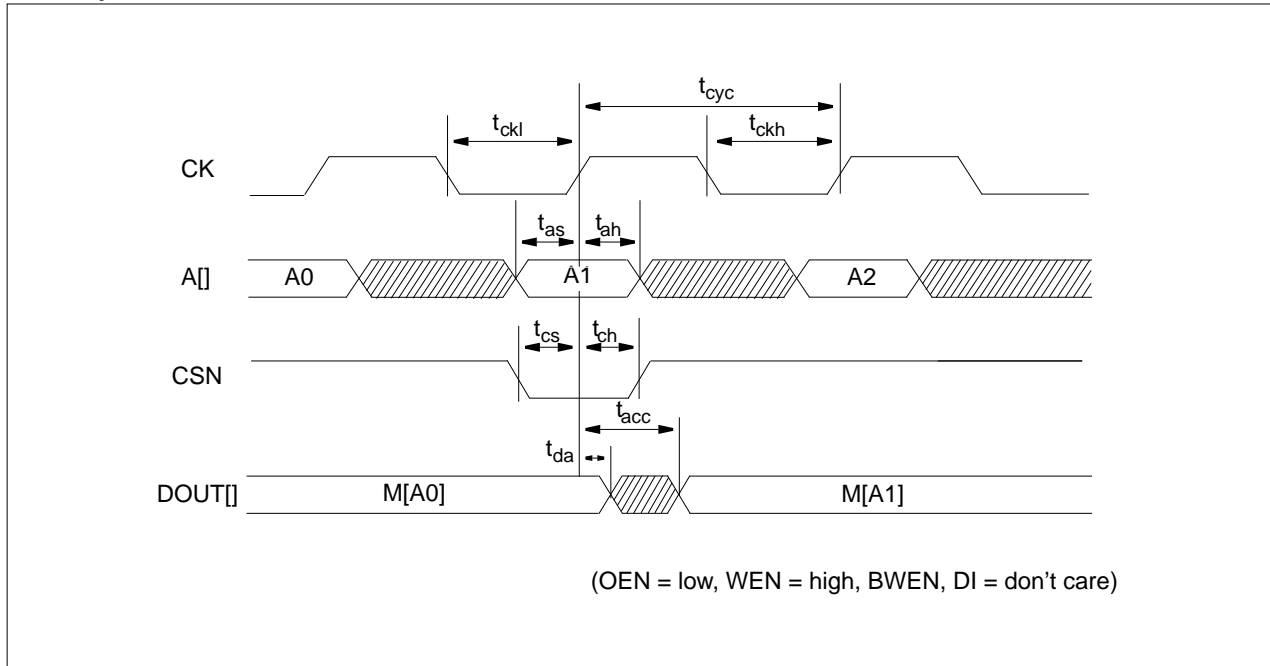 tcyc
tckl
tckh
CK
tas
tah
A[]
A0
A1
A2
tcs
tch
CSN
tacc
tda
DOUT[]
M[A0]
M[A1]
(OEN = low, WEN = high, BWEN, DI = don't care)